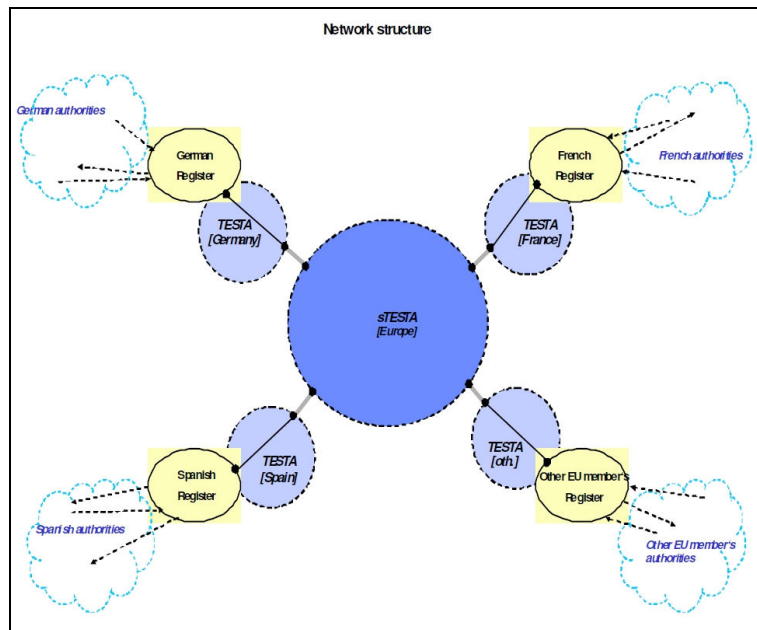 Network structure
German authorities
German
Register
TESTA
[Germany]
French
Register
French authorities
TESTA
[France]
sTESTA
[Europe]
Spanish authorities
Spanish
Register
TESTA
[Spain]
TESTA
[oth.]
Other EU member's
Register
Other EU member's
authorities